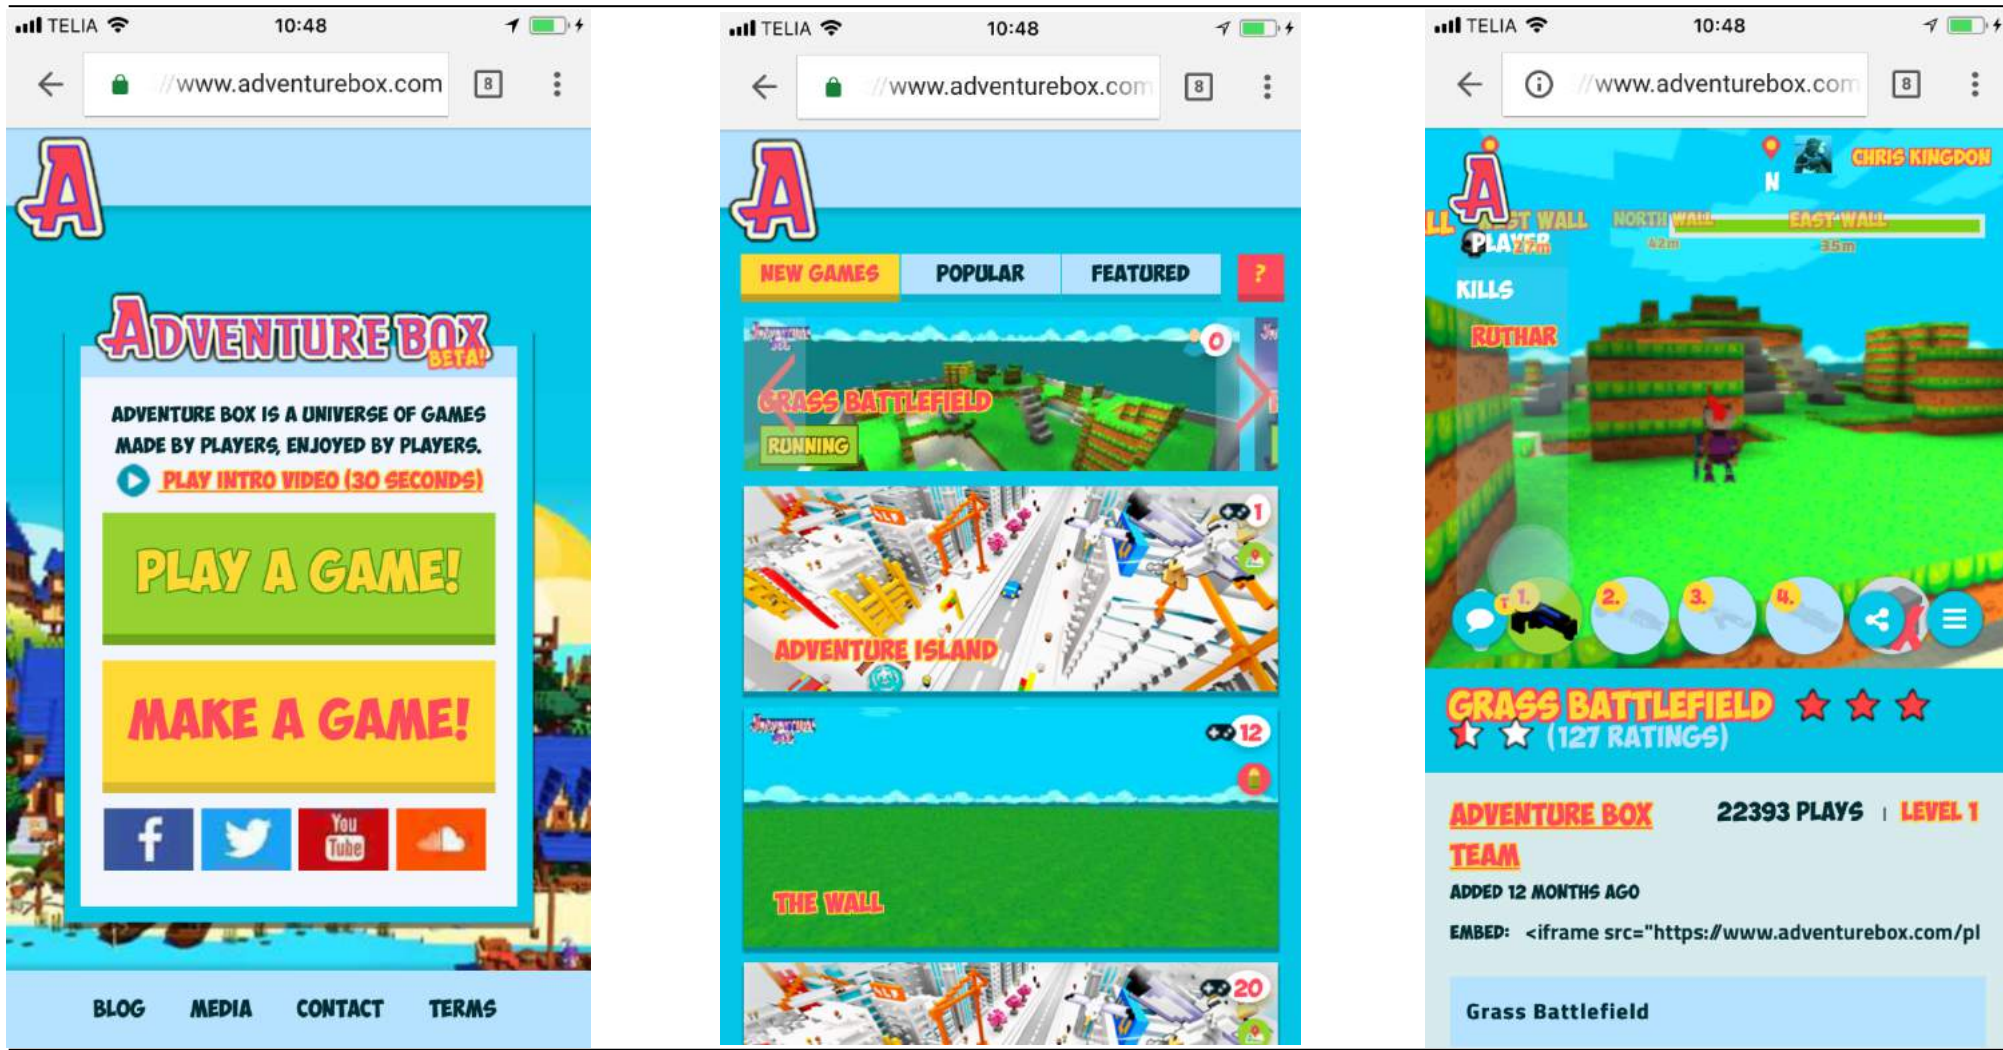 TELIA 10:48
//www.adventurebox.com 8
A
ADVENTURE BOX
BETA!
ADVENTURE BOX IS A UNIVERSE OF GAMES
MADE BY PLAYERS, ENJOYED BY PLAYERS.
PLAY INTRO VIDEO (30 SECONDS)
PLAY A GAME!
MAKE A GAME!
f
You
Tube
BLOG MEDIA CONTACT TERMS
TELIA 10:48
//www.adventurebox.com 8
A
NEW GAMES POPULAR FEATURED ?
0
GRASS BATTLEFIELD
RUNNING
1
ADVENTURE ISLAND
12
THE WALL
20
TELIA 10:48
//www.adventurebox.com 8
A
CHRIS KINGDON
N
WALL NORTH WALL EAST WALL
PLAYER 27m 42m 35m
KILLS
RUTHAR
1. 2. 3. 4.
GRASS BATTLEFIELD
(127 RATINGS)
ADVENTURE BOX 22393 PLAYS | LEVEL 1
TEAM
ADDED 12 MONTHS AGO
EMBED: <iframe src="https://www.adventurebox.com/pl
Grass Battlefield